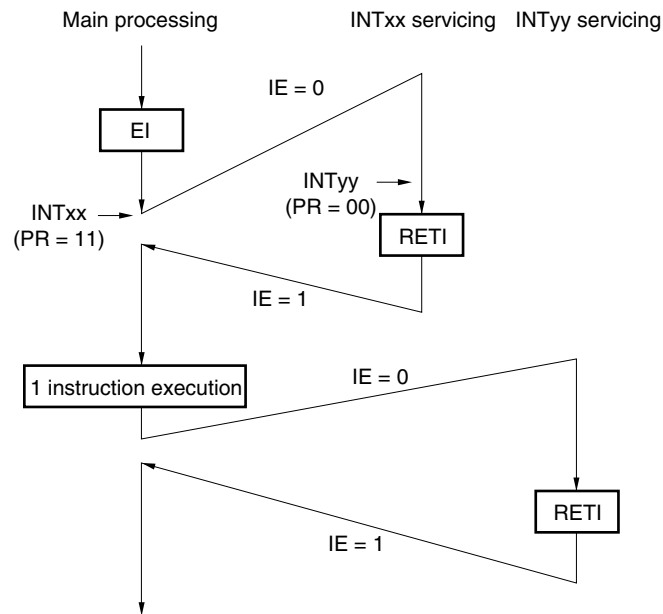 Main processing
INTxx servicing
INTyy servicing
IE = 0
EI
INTyy
(PR = 00)
INTxx
(PR = 11)
RETI
IE = 1
1 instruction execution
IE = 0
RETI
IE = 1